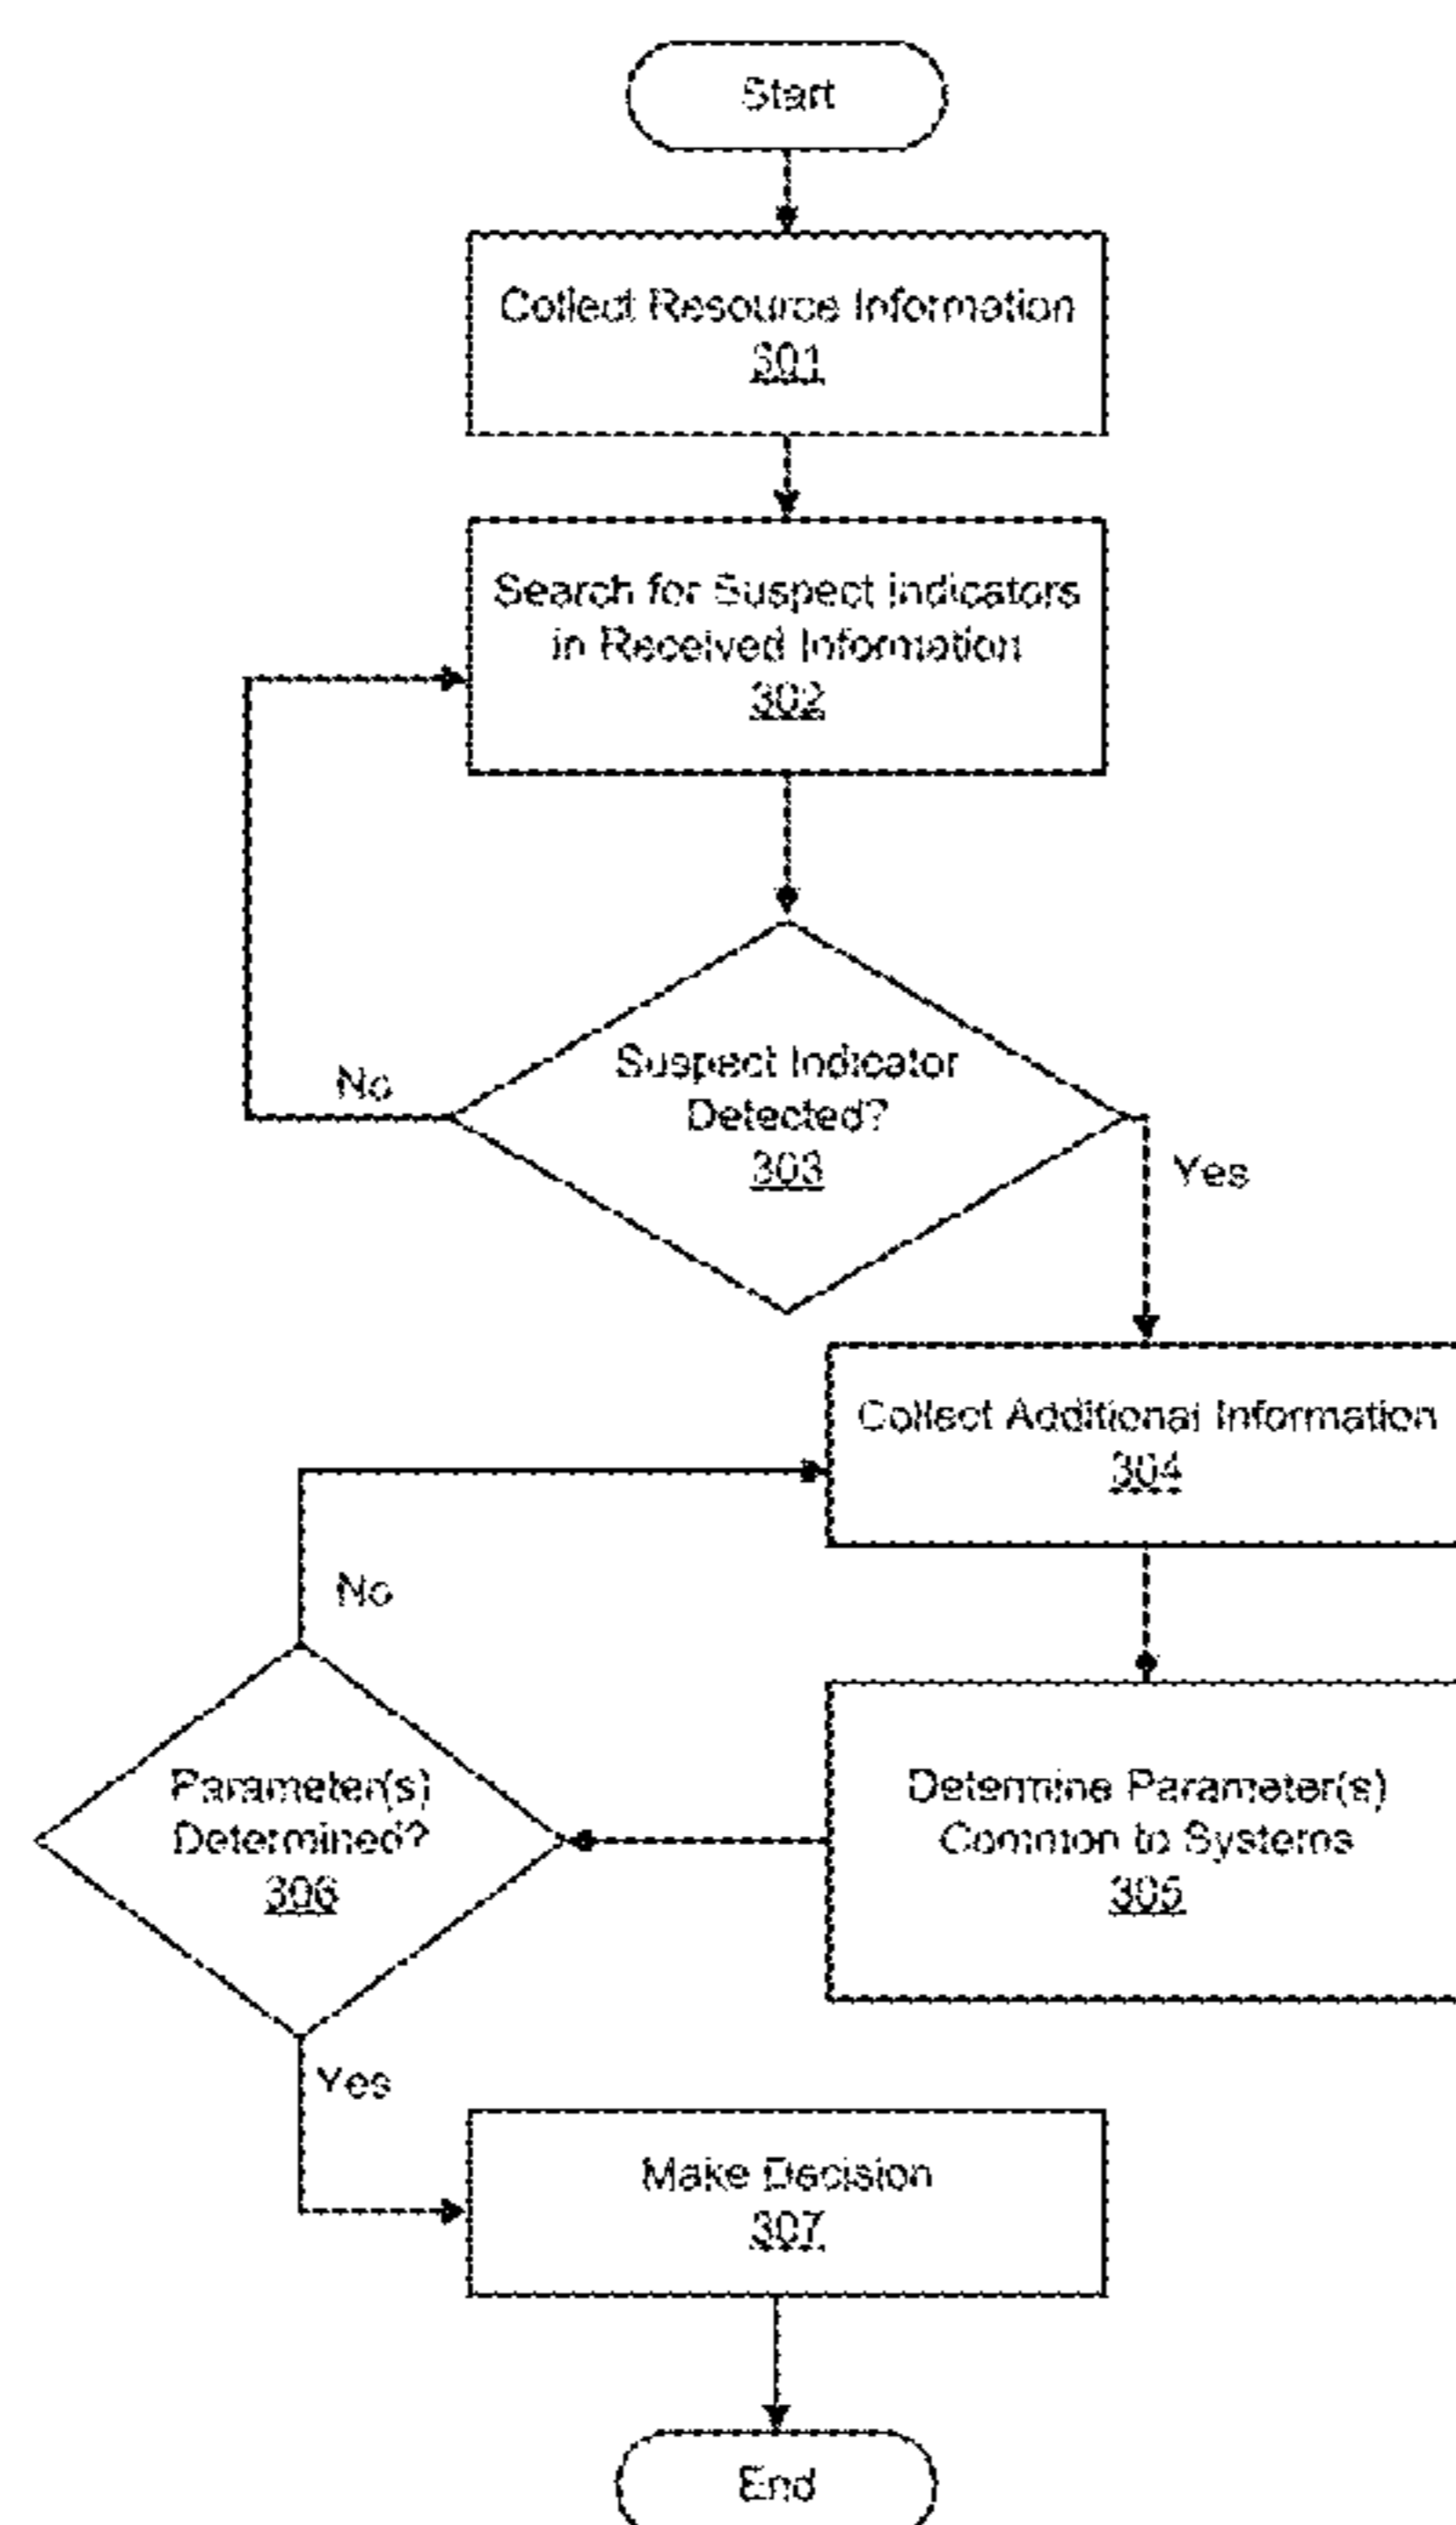 Start
Collect Resource Information
301
Search for Suspect Indicators
in Received Information
302
Suspect Indicator
Detected?
303
No
Yes
Collect Additional Information
304
No
Parameter(s)
Determined?
306
Determine Parameter(s)
Common to Systems
305
Yes
Make Decision
307
End